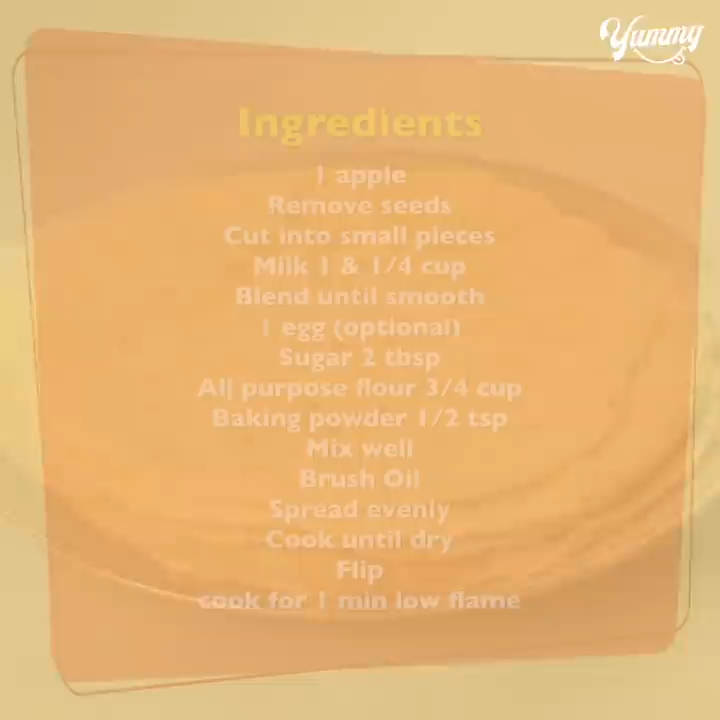 Yummy
Ingredients
1 apple
Remove seeds
Cut into small pieces
Milk 1 & 1/4 cup
Blend until smooth
1 egg (optional)
Sugar 2 tbsp
All purpose flour 3/4 cup
Baking powder 1/2 tsp
Mix well
Brush Oil
Spread evenly
Cook until dry
Flip
cook for 1 min low flame